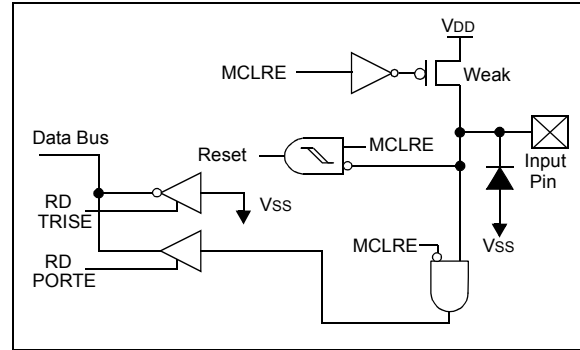 VDD
MCLRE
Weak
Data Bus
Reset
MCLRE
Input
Pin
RD
TRISE
VSS
VSS
MCLRE
RD
PORTE